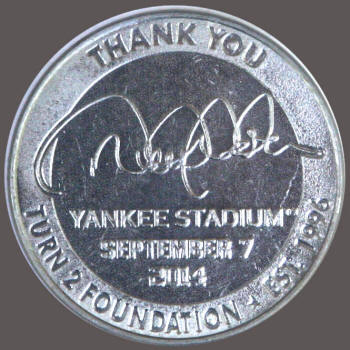 THANK YOU
YANKEE STADIUM
SEPTEMBER 7
2014
TURN 2 FOUNDATION • EST. 1996